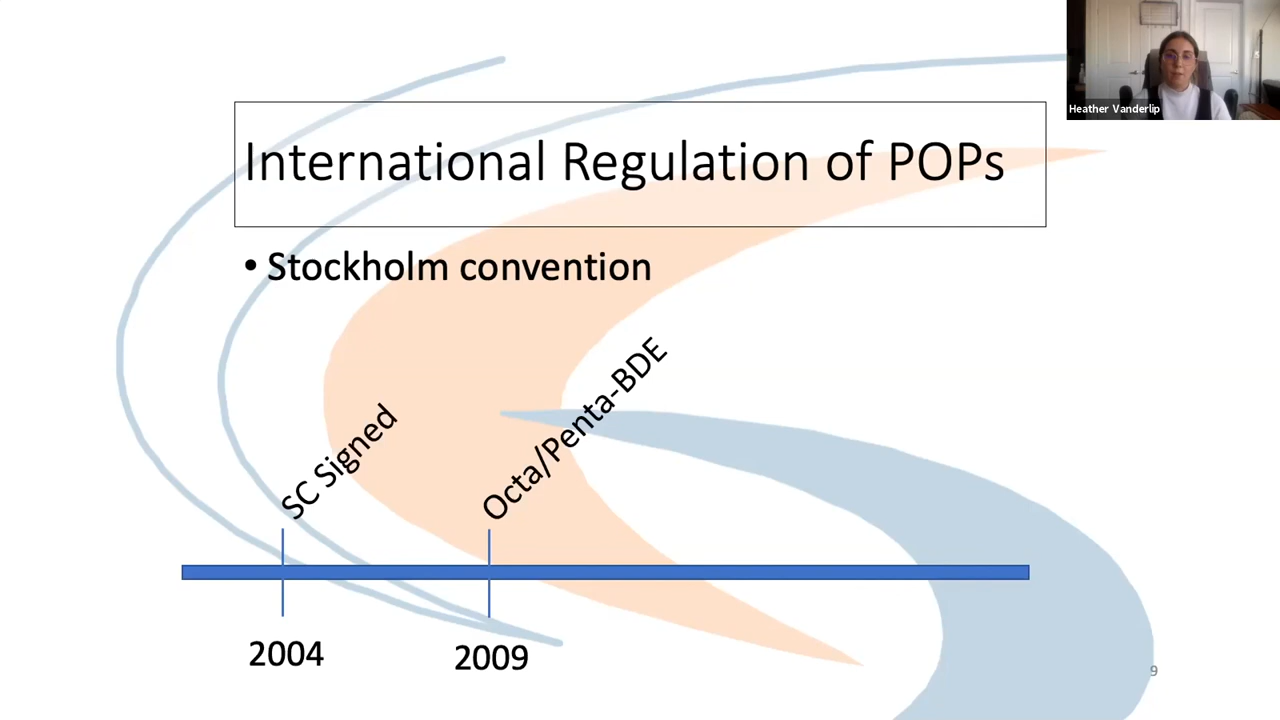 Heather Vanderlip
International Regulation of POPs
• Stockholm convention
SC Signed
Octa/Penta-BDE
2004
2009
9